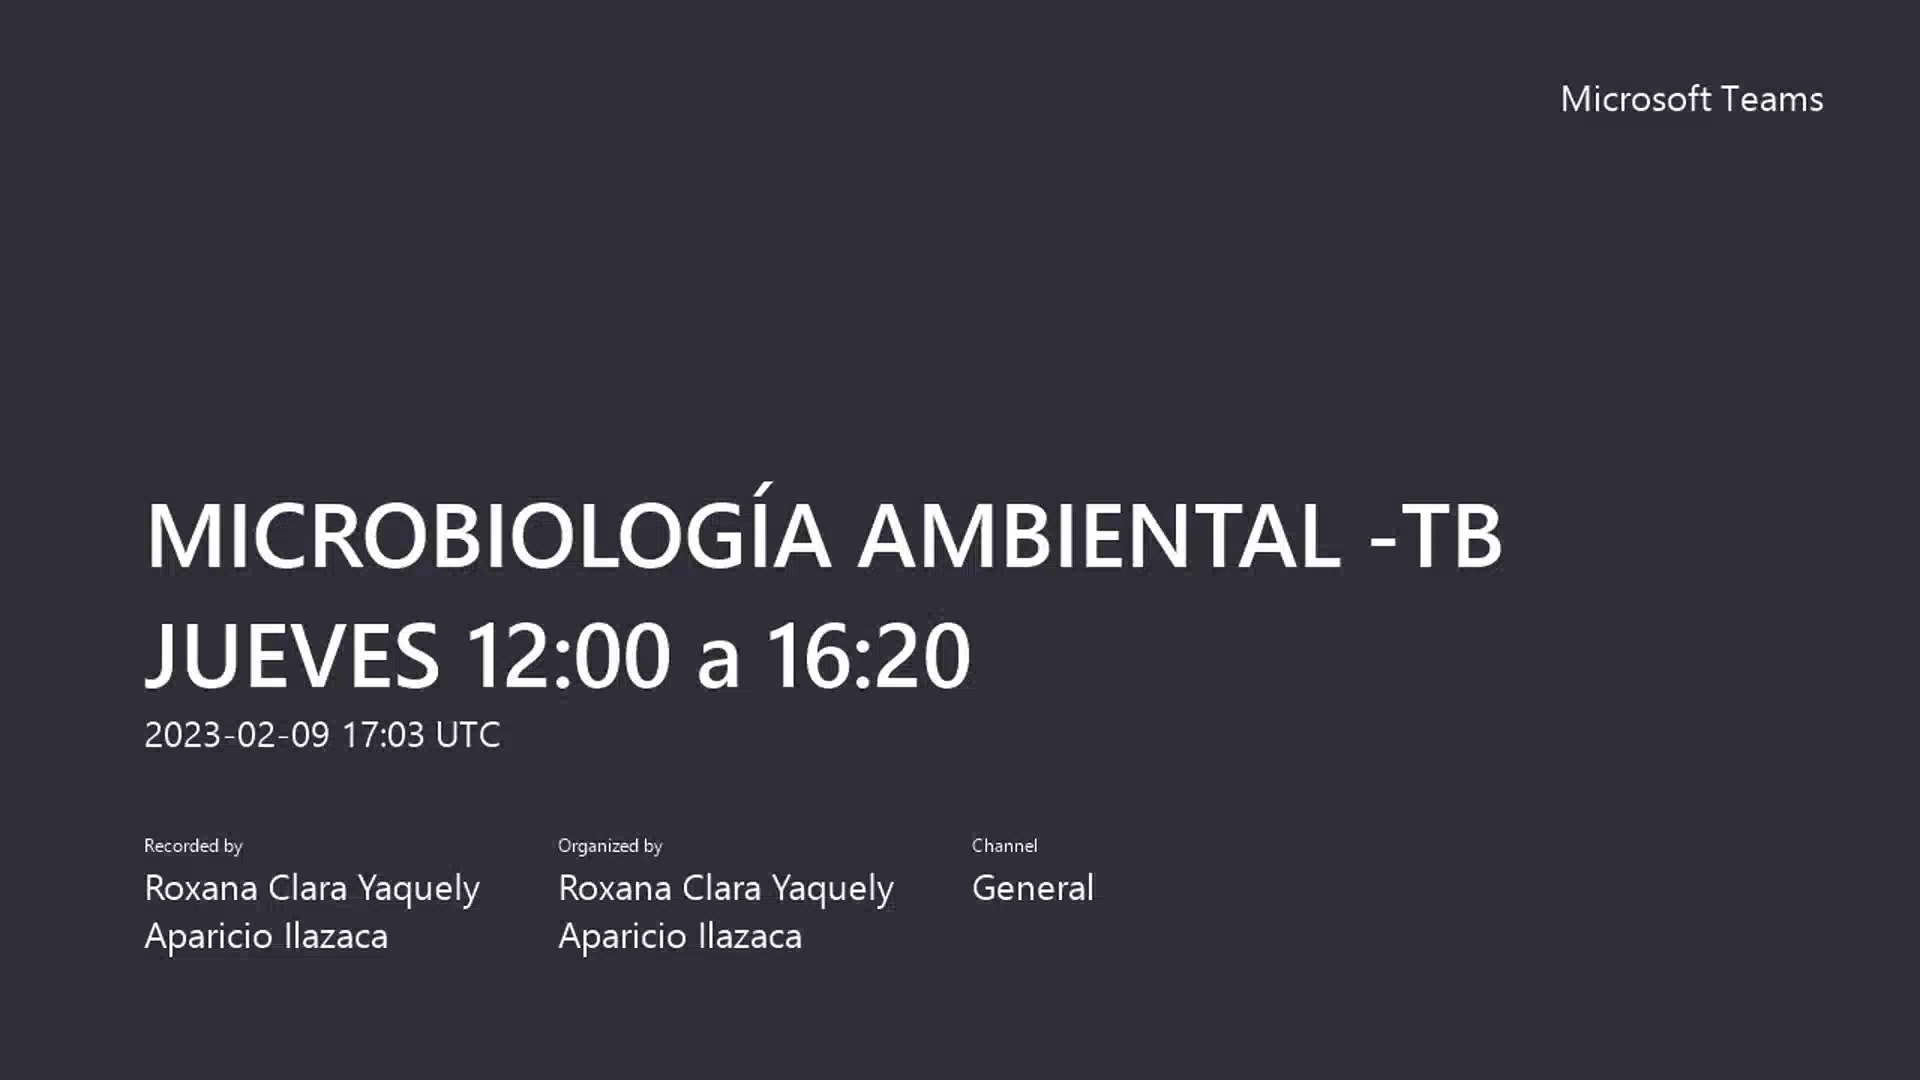 Microsoft Teams
MICROBIOLOGÍA AMBIENTAL -TB
JUEVES 12:00 a 16:20
2023-02-09 17:03 UTC
Recorded by
Roxana Clara Yaquely
Aparicio Ilazaca
Organized by
Roxana Clara Yaquely
Aparicio Ilazaca
Channel
General